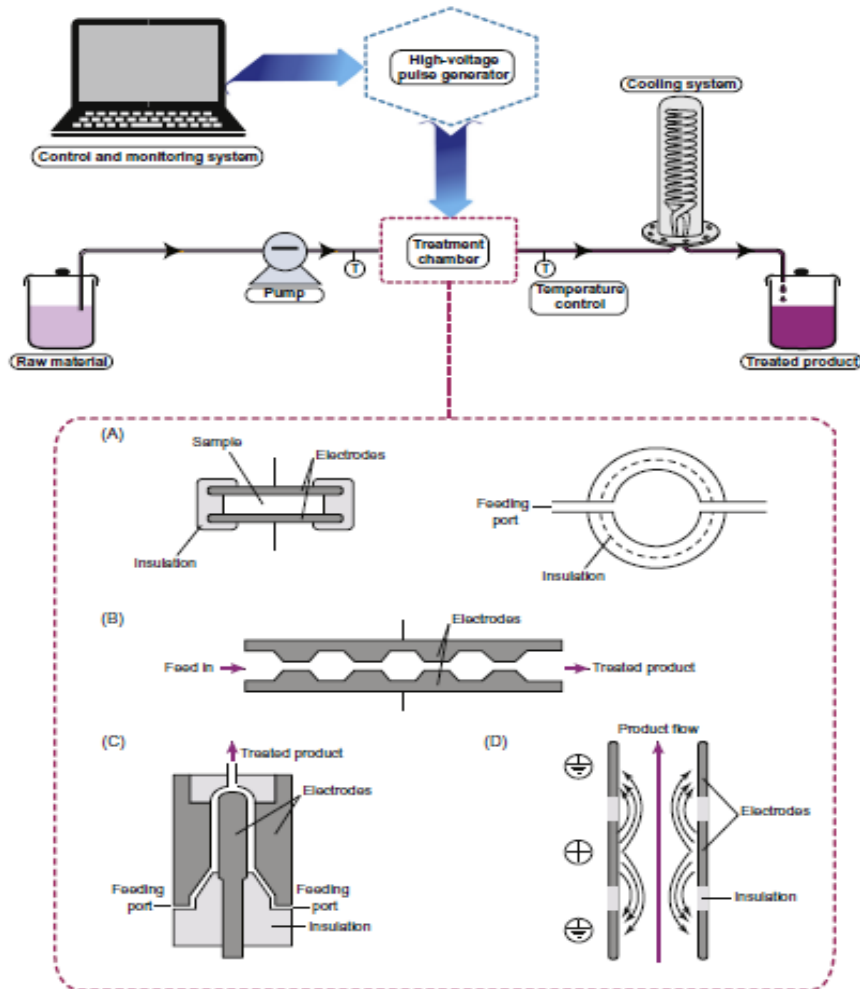 High-voltage
pulse generator
Cooling system
Control and monitoring system
Treatment
chamber
T
T
Pump
Temperature
control
Raw material
Treated product
(A)
Sample
Electrodes
Feeding
port
Insulation
Insulation
(B)
Electrodes
Feed in
Treated product
(C)
Treated product
Electrodes
Feeding
port
Feeding
port
Insulation
(D)
Product flow
Electrodes
Insulation